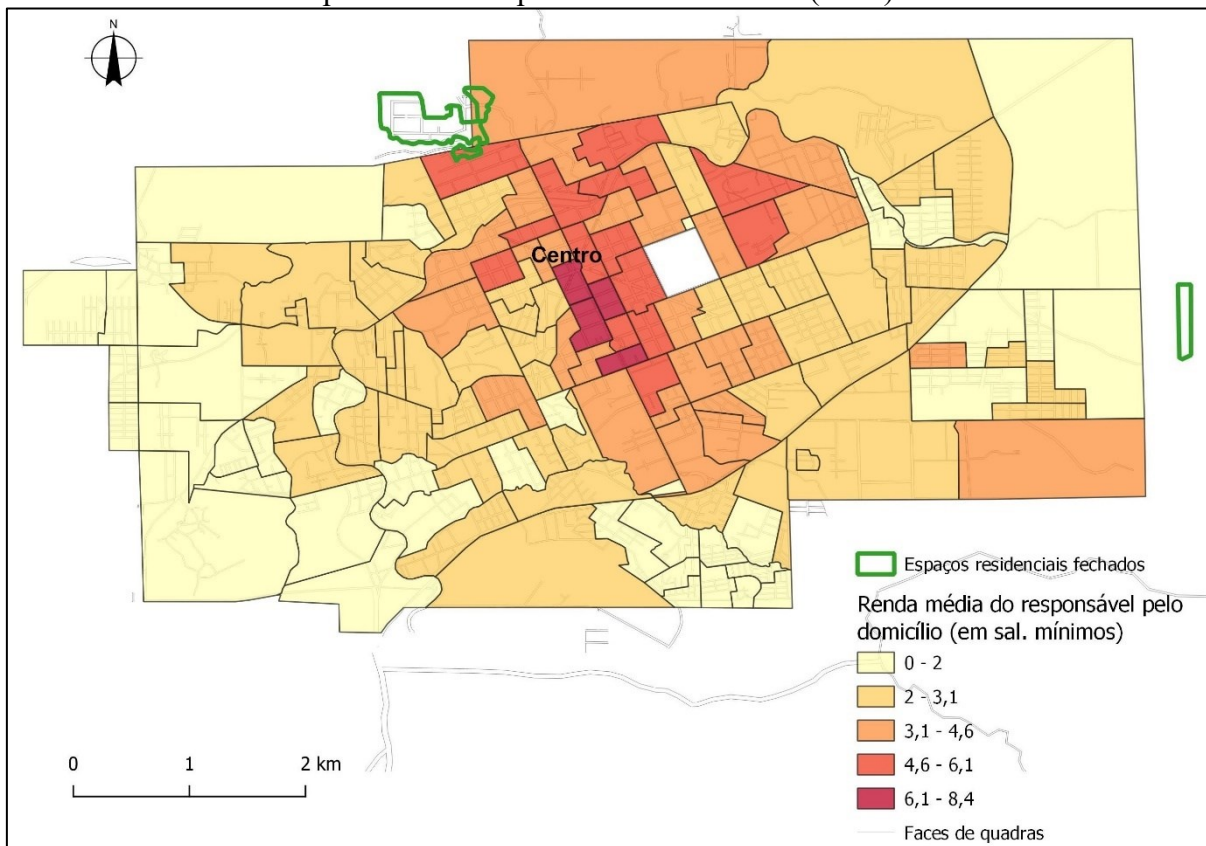 N
Centro
Espaços residenciais fechados
Renda média do responsável pelo
domicílio (em sal. mínimos)
0 - 2
2 - 3,1
3,1 - 4,6
4,6 - 6,1
6,1 - 8,4
Faces de quadras
0 1 2 km